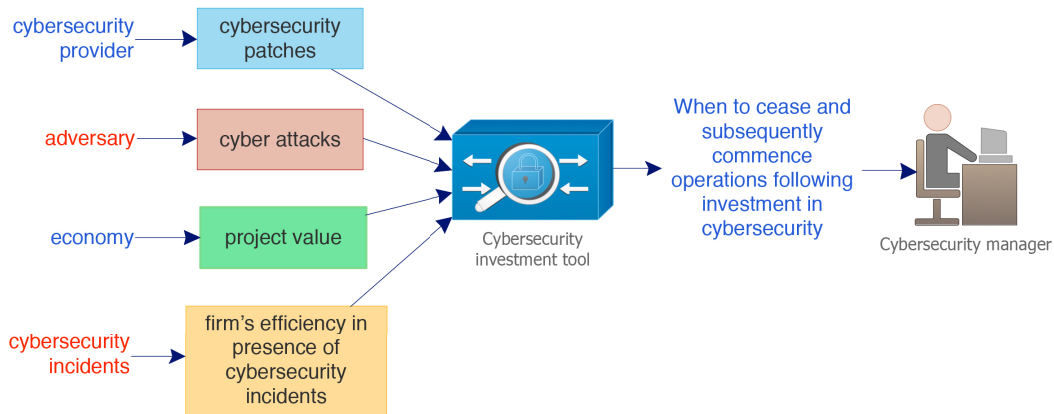 cybersecurity
provider
cybersecurity
patches
adversary
cyber attacks
economy
project value
cybersecurity
incidents
firm's efficiency in
presence of
cybersecurity
incidents
Cybersecurity
investment tool
When to cease and
subsequently
commence
operations following
investment in
cybersecurity
Cybersecurity manager